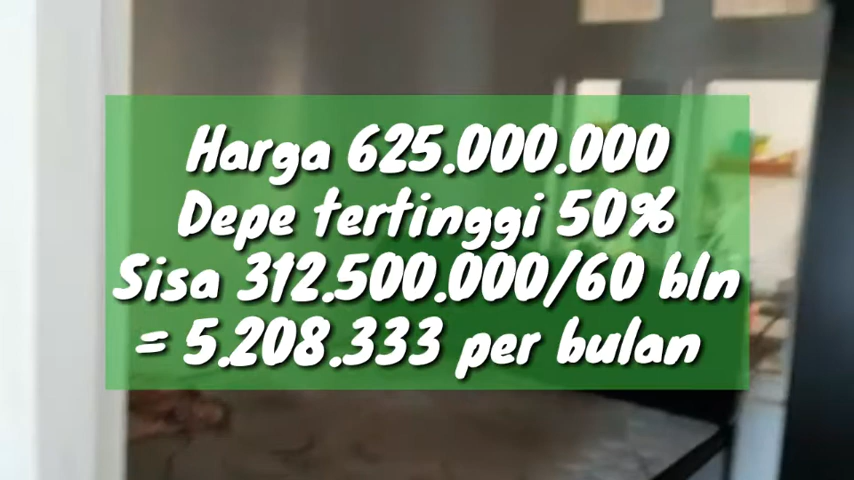 Harga 625.000.000
Depe tertinggi 50%
Sisa 312.500.000/60 bln
= 5.208.333 per bulan